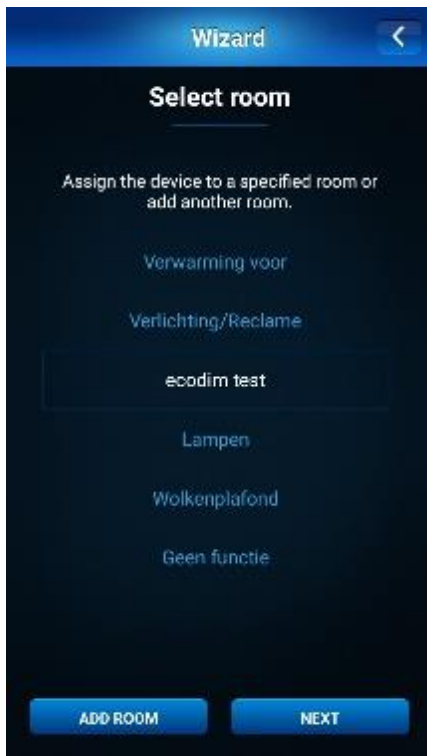 Wizard
Select room
Assign the device to a specified room or
add another room.
Verwarming voor
Verlichting/Reclame
ecodim test
Lampen
Wolkenplafond
Geen functie
ADD ROOM
NEXT